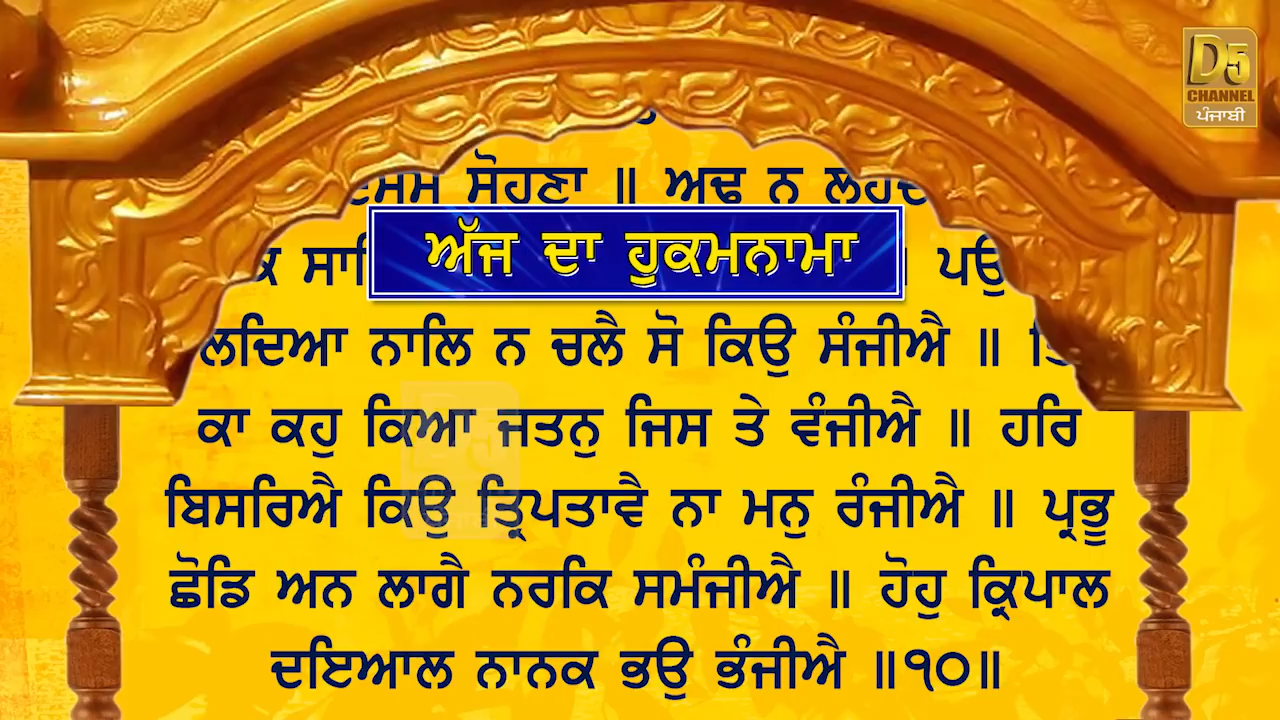 D5
CHANNEL
ਪੰਜਾਬੀ
ਸੋਹਣਾ ॥ ਅਢ ਨ
ਅੱਜ ਦਾ ਹੁਕਮਨਾਮਾ
ਲਦਿਆ ਨਾਲਿ ਨ ਚਲੈ ਸੋ ਕਿਉ ਸੰਜੀਐ ॥
ਕਾ ਕਹੁ ਕਿਆ ਜਤਨੁ ਜਿਸ ਤੇ ਵੰਜੀਐ ॥ ਹਰਿ
ਬਿਸਰਿਐ ਕਿਉ ਤ੍ਰਿਪਤਾਵੈ ਨਾ ਮਨੁ ਰੰਜੀਐ ॥ ਪ੍ਰਭੂ
ਛੋਡਿ ਅਨ ਲਾਗੈ ਨਰਕਿ ਸਮੰਜੀਐ ॥ ਹੋਹੁ ਕ੍ਰਿਪਾਲ
ਦਇਆਲ ਨਾਨਕ ਭਉ ਭੰਜੀਐ ॥੧੦॥